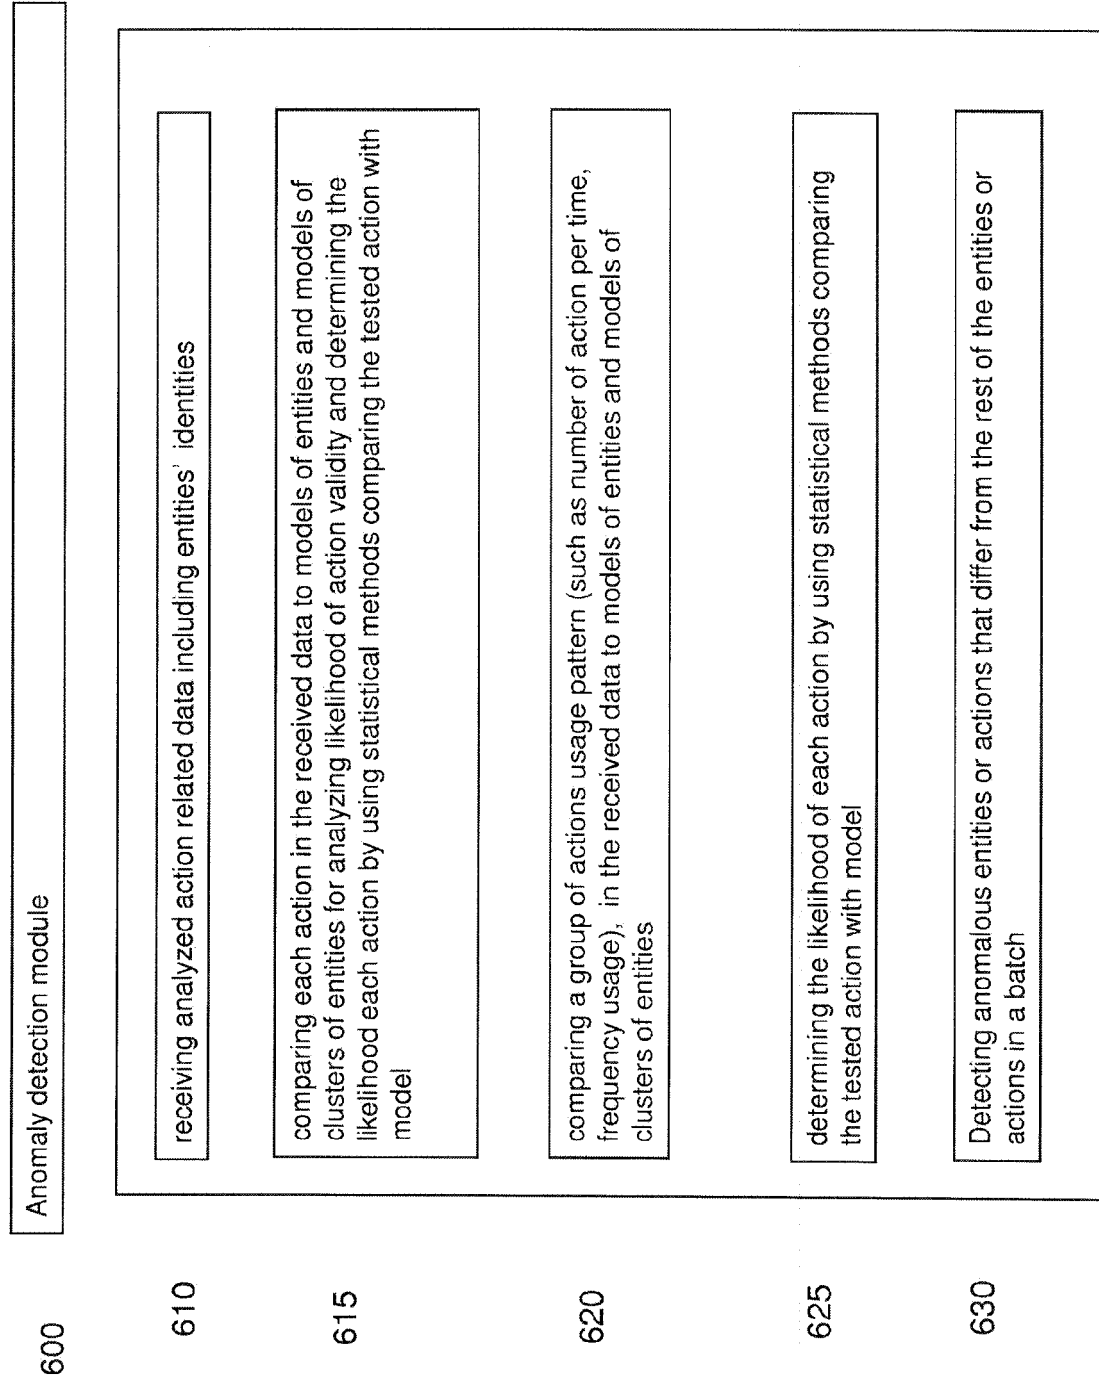 600
Anomaly detection module
610
receiving analyzed action related data including entities’ identities
615
comparing each action in the received data to models of entities and models of
clusters of entities for analyzing likelihood of action validity and determining the
likelihood each action by using statistical methods comparing the tested action with
model
620
comparing a group of actions usage pattern (such as number of action per time,
frequency usage), in the received data to models of entities and models of
clusters of entities
625
determining the likelihood of each action by using statistical methods comparing
the tested action with model
630
Detecting anomalous entities or actions that differ from the rest of the entities or
actions in a batch